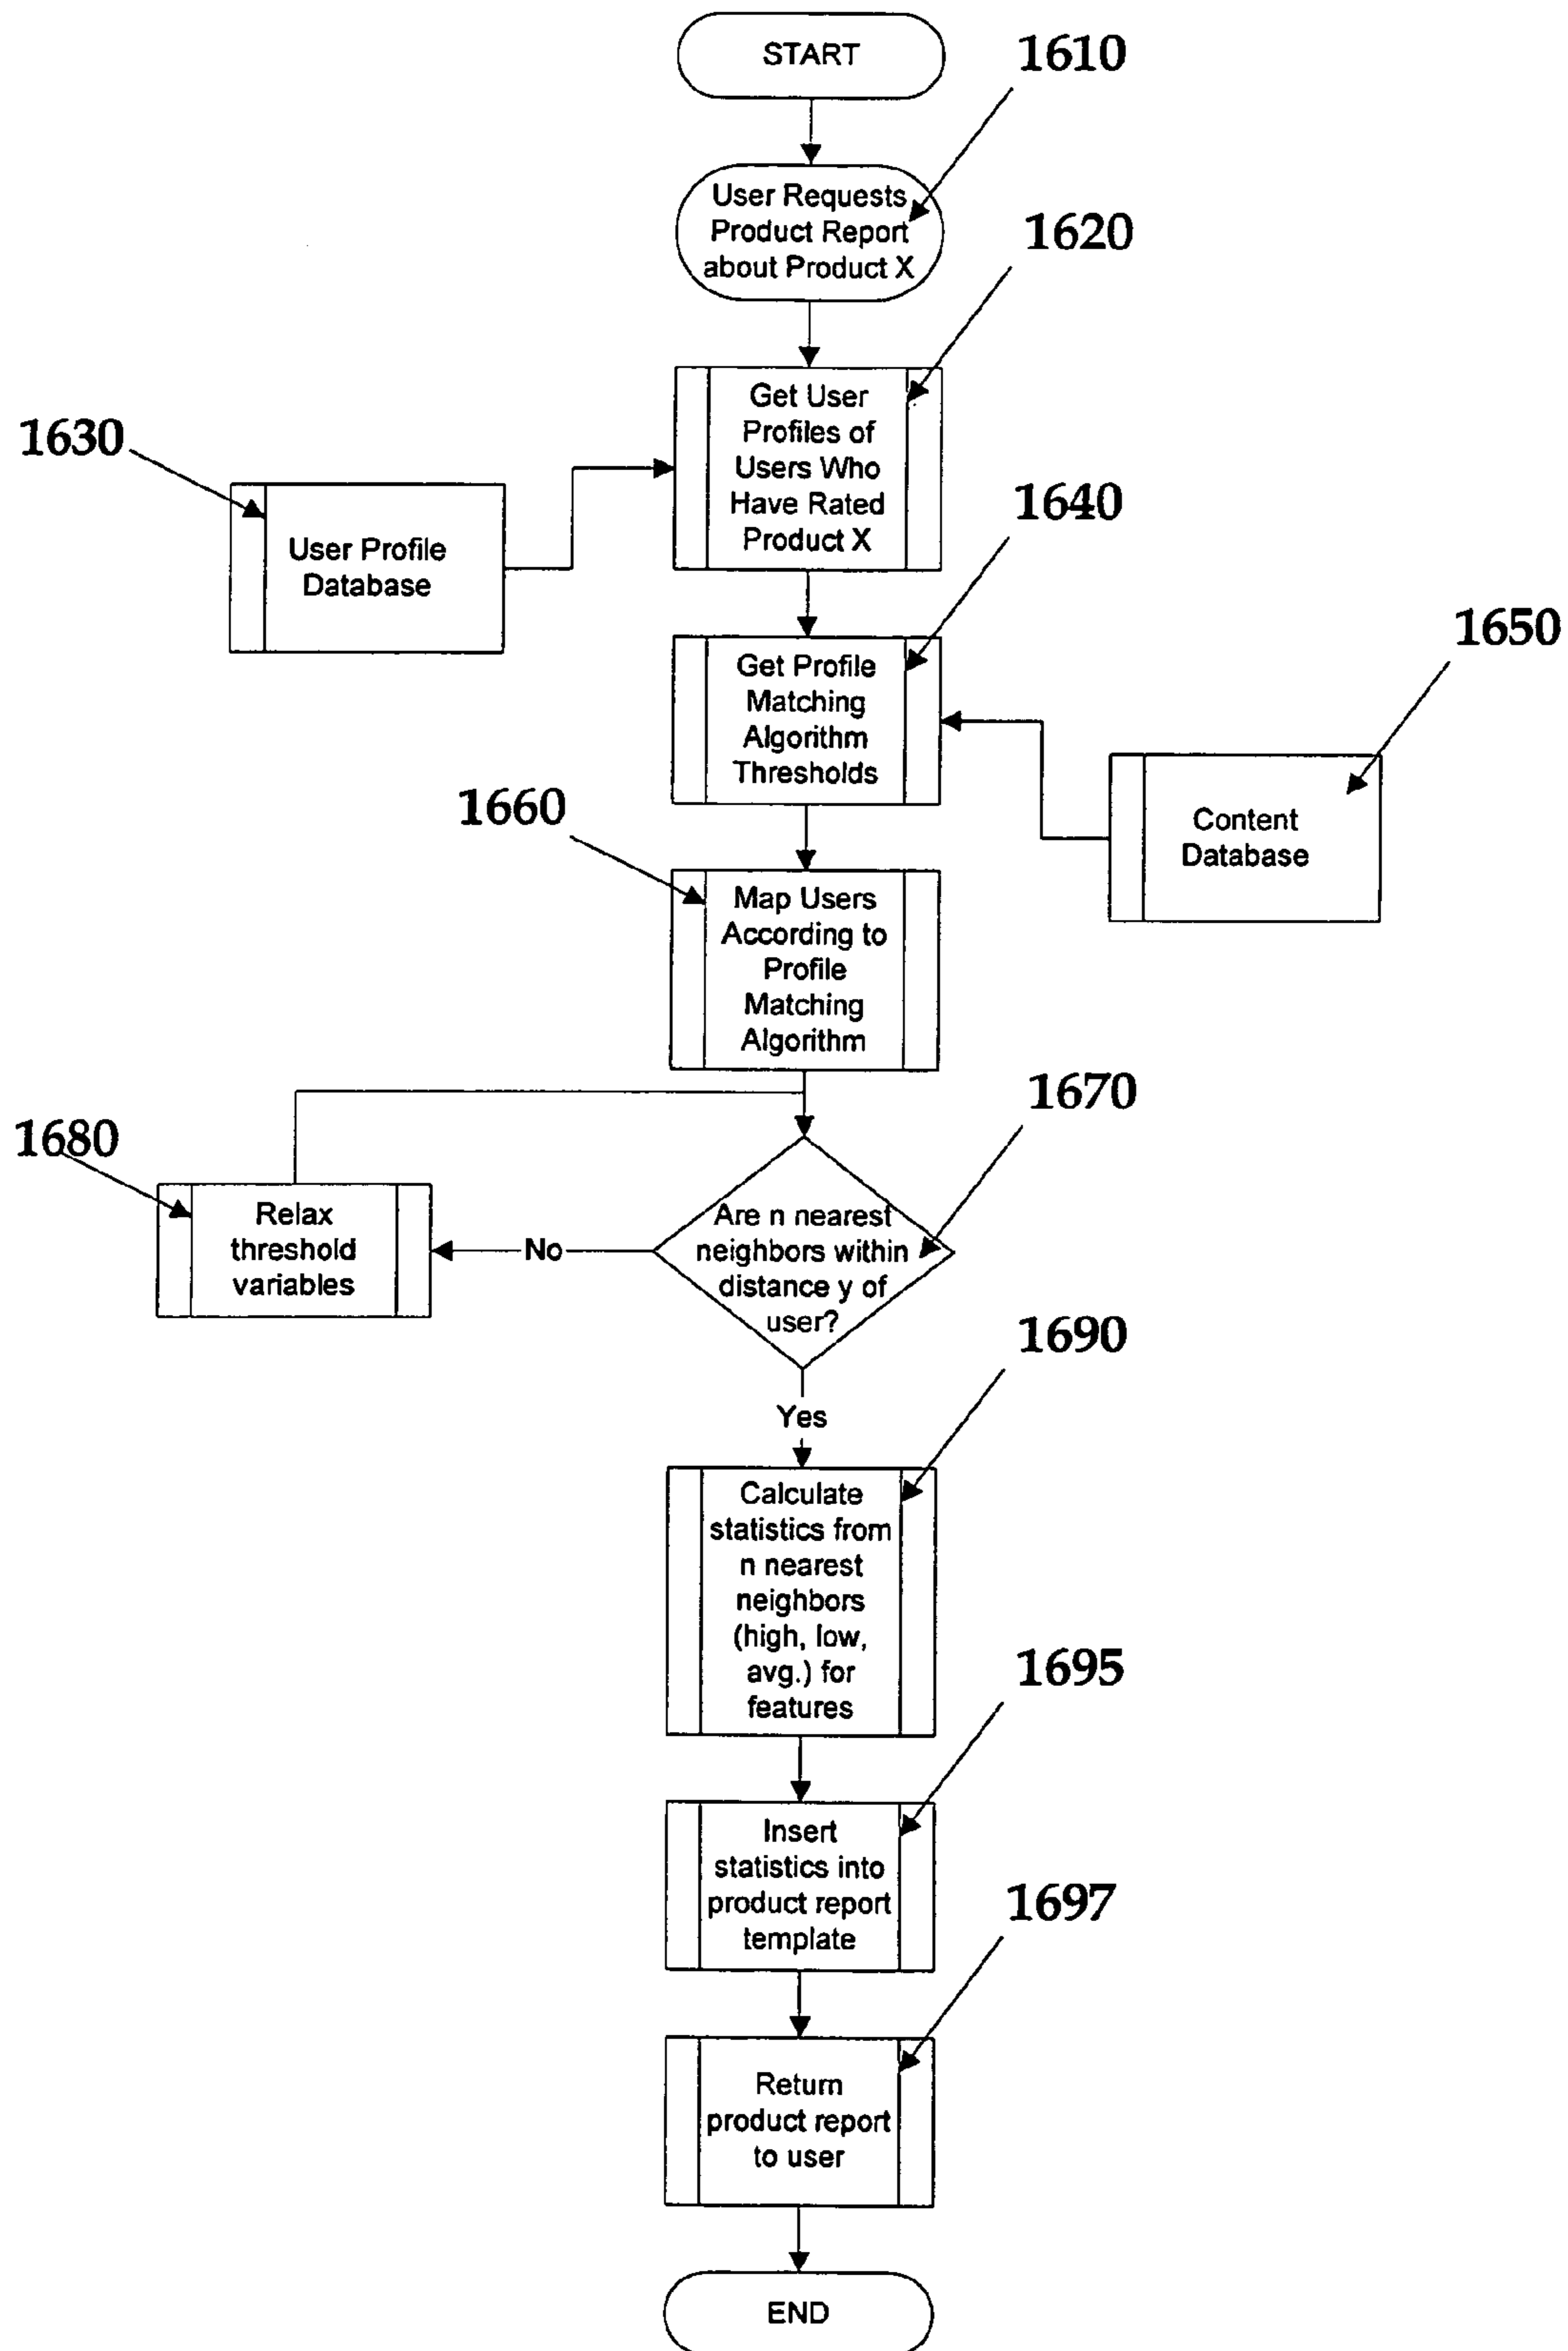 START
1610
User Requests
Product Report
about Product X
1620
Get User
Profiles of
Users Who
Have Rated
Product X
1630
User Profile
Database
1640
Get Profile
Matching
Algorithm
Thresholds
1650
Content
Database
1660
Map Users
According to
Profile
Matching
Algorithm
1670
Are n nearest
neighbors within
distance y of
user?
No
1680
Relax
threshold
variables
Yes
1690
Calculate
statistics from
n nearest
neighbors
(high, low,
avg.) for
features
1695
Insert
statistics into
product report
template
1697
Return
product report
to user
END